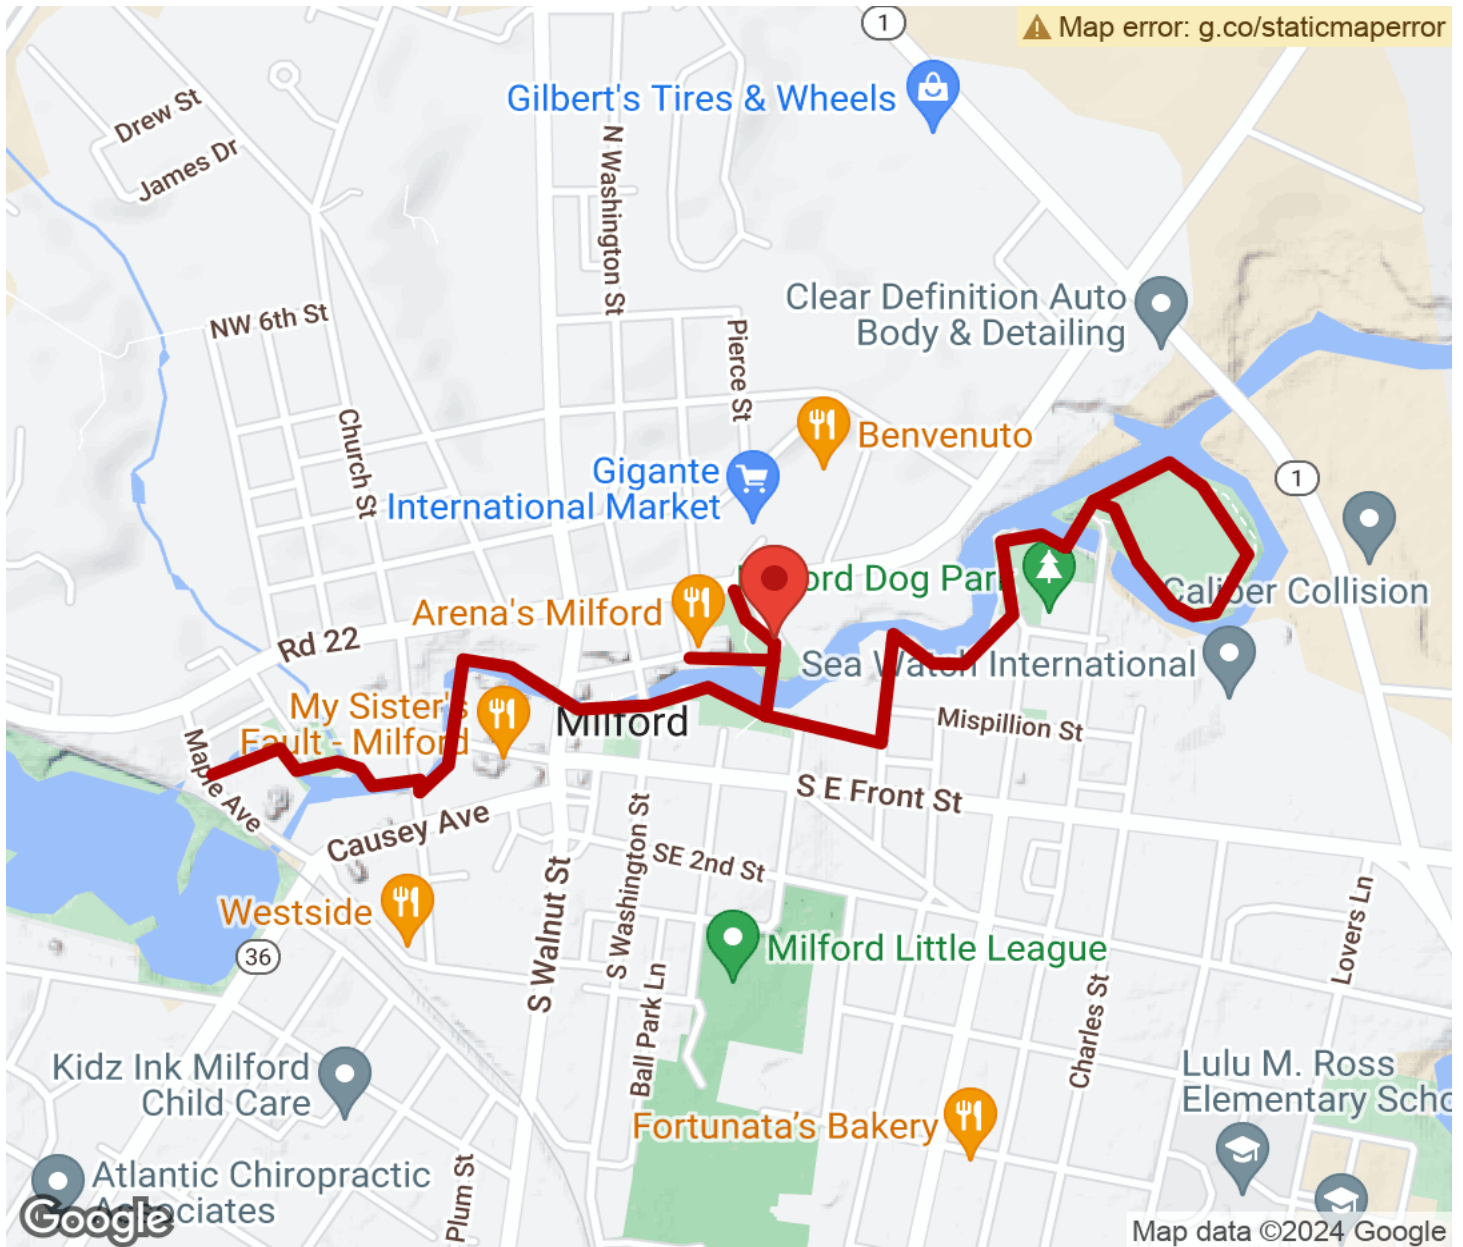 1
Map error: g.co/staticmaperror
Gilbert's Tires & Wheels
Drew St
James Dr
N Washington St
Clear Definition Auto
Body & Detailing
NW 6th St
Pierce St
Church St
Benvenuto
Gigante
International Market
1
Dog Park
Caliber Collision
Arena's Milford
Rd 22
Sea Watch International
My Sister's
Fault - Milford
Milford
Mispillion St
Maple Ave
S E Front St
Causey Ave
SE 2nd St
S Walnut St
S Washington St
Westside
Lovers Ln
Milford Little League
36
Ball Park Ln
Charles St
Kidz Ink Milford
Child Care
Lulu M. Ross
Elementary Scho
Fortunata's Bakery
Plum St
Atlantic Chiropractic
Associates
Google
Map data ©2024 Google